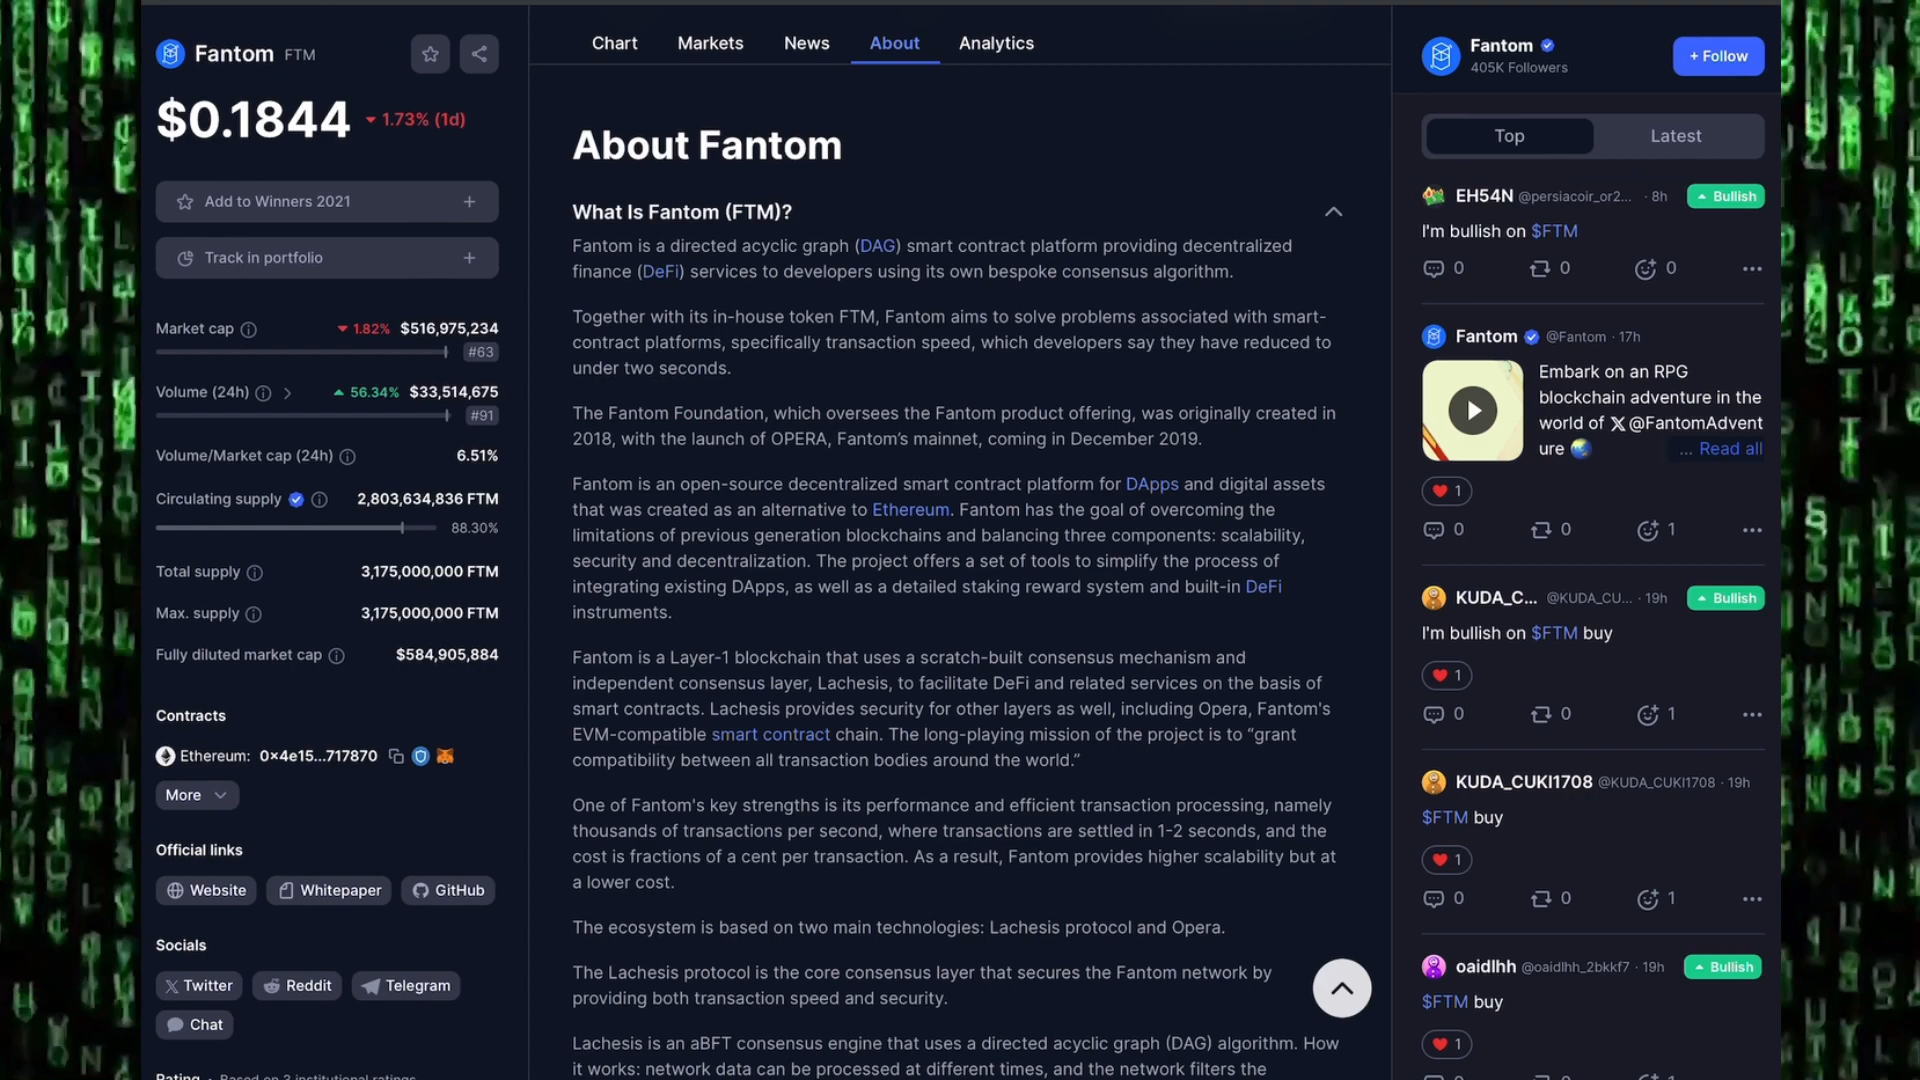 Fantom FTM
$0.1844 1.73% (1d)
Add to Winners 2021
Track in portfolio
Market cap 1.82% $516,975,234
#63
Volume (24h) 56.34% $33,514,675
#91
Volume/Market cap (24h) 6.51%
Circulating supply 2,803,634,836 FTM
88.30%
Total supply 3,175,000,000 FTM
Max. supply 3,175,000,000 FTM
Fully diluted market cap $584,905,884
Contracts
Ethereum: 0x4e15...717870
More
Official links
Website Whitepaper GitHub
Socials
Twitter Reddit Telegram
Chat
Rating · Based on 3 institutional ratings
Chart Markets News About Analytics
About Fantom
What Is Fantom (FTM)?
Fantom is a directed acyclic graph (DAG) smart contract platform providing decentralized
finance (DeFi) services to developers using its own bespoke consensus algorithm.
Together with its in-house token FTM, Fantom aims to solve problems associated with smart-
contract platforms, specifically transaction speed, which developers say they have reduced to
under two seconds.
The Fantom Foundation, which oversees the Fantom product offering, was originally created in
2018, with the launch of OPERA, Fantom’s mainnet, coming in December 2019.
Fantom is an open-source decentralized smart contract platform for DApps and digital assets
that was created as an alternative to Ethereum. Fantom has the goal of overcoming the
limitations of previous generation blockchains and balancing three components: scalability,
security and decentralization. The project offers a set of tools to simplify the process of
integrating existing DApps, as well as a detailed staking reward system and built-in DeFi
instruments.
Fantom is a Layer-1 blockchain that uses a scratch-built consensus mechanism and
independent consensus layer, Lachesis, to facilitate DeFi and related services on the basis of
smart contracts. Lachesis provides security for other layers as well, including Opera, Fantom's
EVM-compatible smart contract chain. The long-playing mission of the project is to “grant
compatibility between all transaction bodies around the world.”
One of Fantom's key strengths is its performance and efficient transaction processing, namely
thousands of transactions per second, where transactions are settled in 1-2 seconds, and the
cost is fractions of a cent per transaction. As a result, Fantom provides higher scalability but at
a lower cost.
The ecosystem is based on two main technologies: Lachesis protocol and Opera.
The Lachesis protocol is the core consensus layer that secures the Fantom network by
providing both transaction speed and security.
Lachesis is an aBFT consensus engine that uses a directed acyclic graph (DAG) algorithm. How
it works: network data can be processed at different times, and the network filters the
Fantom
405K Followers
+ Follow
Top Latest
EH54N @persiacoir_or2... · 8h Bullish
I'm bullish on $FTM
0 0 0
Fantom @Fantom · 17h
Embark on an RPG
blockchain adventure in the
world of X @FantomAdvent
ure ... Read all
1
0 0 1
KUDA_C... @KUDA_CU... · 19h Bullish
I'm bullish on $FTM buy
1
0 0 1
KUDA_CUKI1708 @KUDA_CUKI1708 · 19h
$FTM buy
1
0 0 1
oaidlhh @oaidlhh_2bkkf7 · 19h Bullish
$FTM buy
1